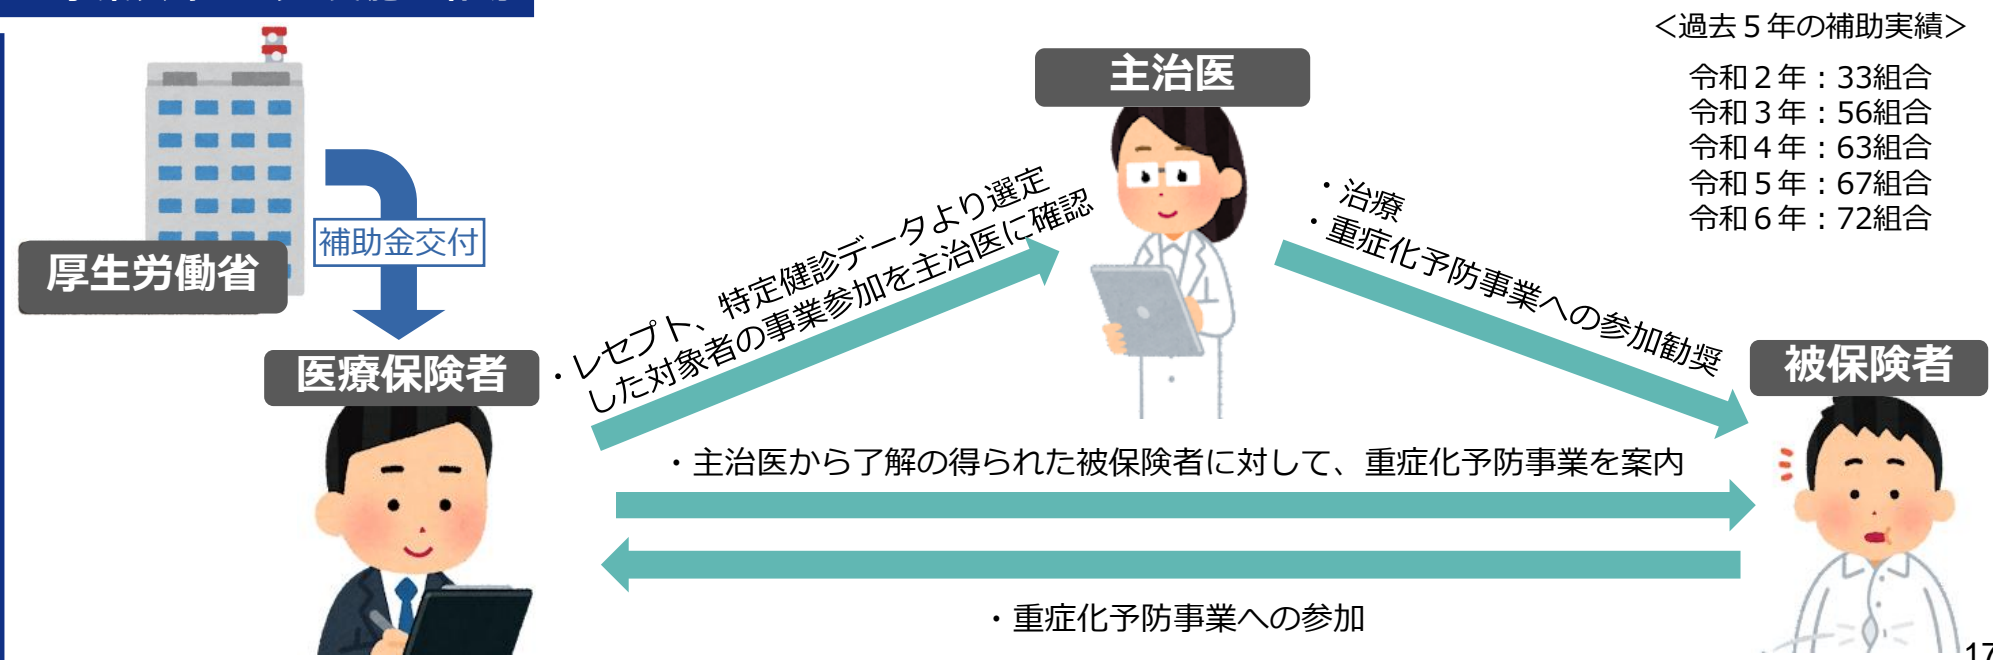 ＜過去５年の補助実績＞
令和２年：33組合
令和３年：56組合
令和４年：63組合
令和５年：67組合
令和６年：72組合
主治医
厚生労働省
補助金交付
医療保険者
・レセプト、特定健診データより選定
した対象者の事業参加を主治医に確認
・治療
・重症化予防事業への参加勧奨
被保険者
・主治医から了解の得られた被保険者に対して、重症化予防事業を案内
・重症化予防事業への参加
17